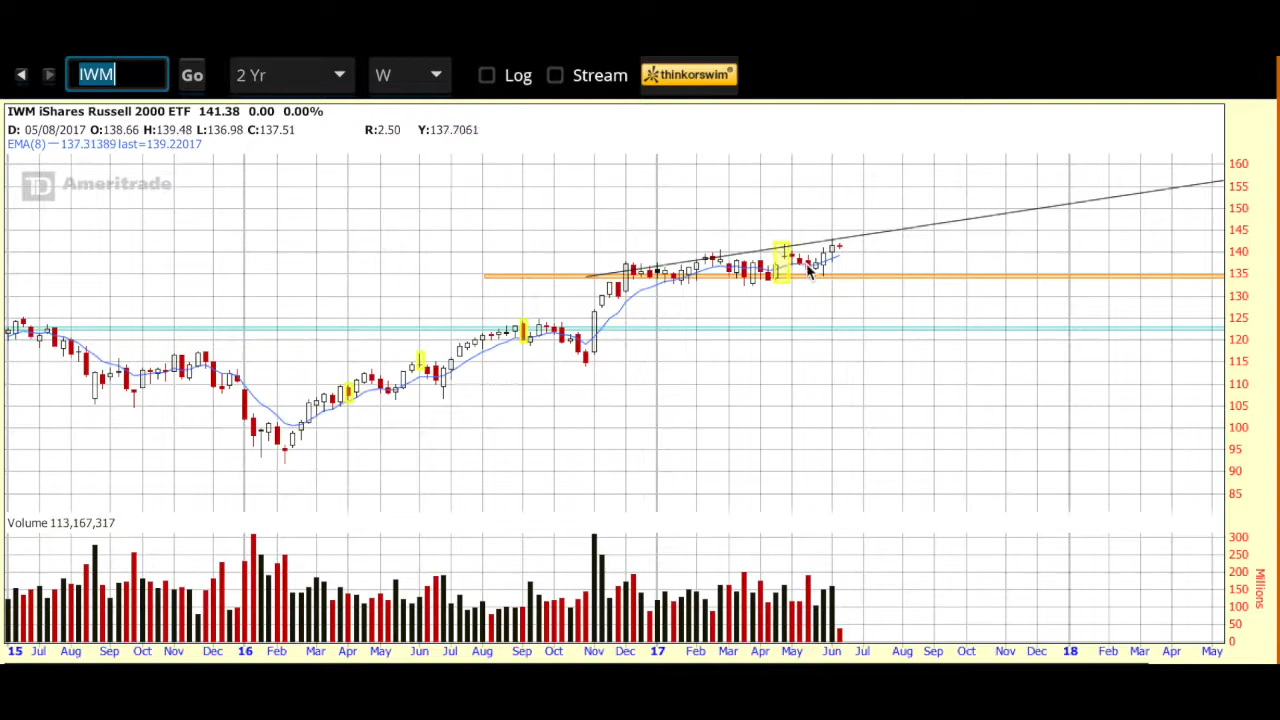 IWM Go 2 Yr W Log Stream thinkorswim®
IWM iShares Russell 2000 ETF 141.38 0.00 0.00%
D: 05/08/2017 O:138.66 H:139.48 L:136.98 C:137.51 R:2.50 Y:137.7061
EMA(8) — 137.31389 last=139.22017
TD Ameritrade
160
155
150
145
140
135
130
125
120
115
110
105
100
95
90
85
Volume 113,167,317
300
250
200
150
100
50
0
Millions
15 Jul Aug Sep Oct Nov Dec 16 Feb Mar Apr May Jun Jul Aug Sep Oct Nov Dec 17 Feb Mar Apr May Jun Jul Aug Sep Oct Nov Dec 18 Feb Mar May